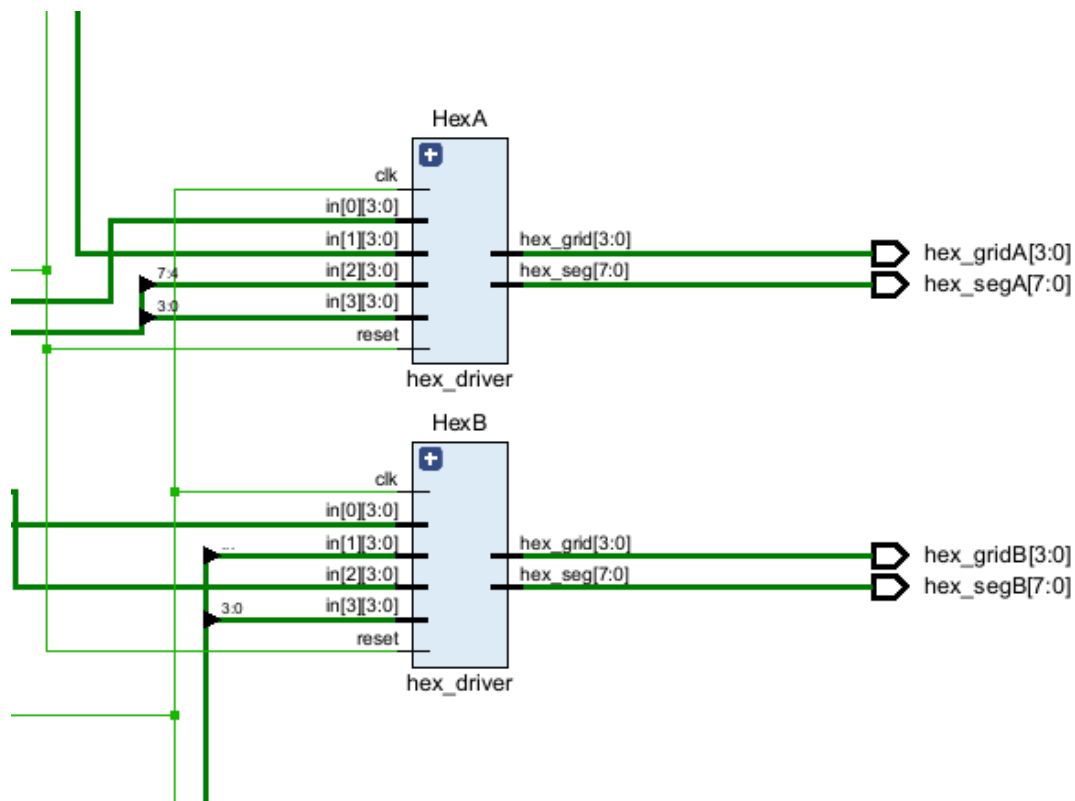 HexA
clk
in[0][3:0]
in[1][3:0]
hex_grid[3:0]
hex_gridA[3:0]
7:4
in[2][3:0]
hex_seg[7:0]
hex_segA[7:0]
3:0
in[3][3:0]
reset
hex_driver
HexB
clk
in[0][3:0]
...
in[1][3:0]
hex_grid[3:0]
hex_gridB[3:0]
in[2][3:0]
hex_seg[7:0]
hex_segB[7:0]
3:0
in[3][3:0]
reset
hex_driver